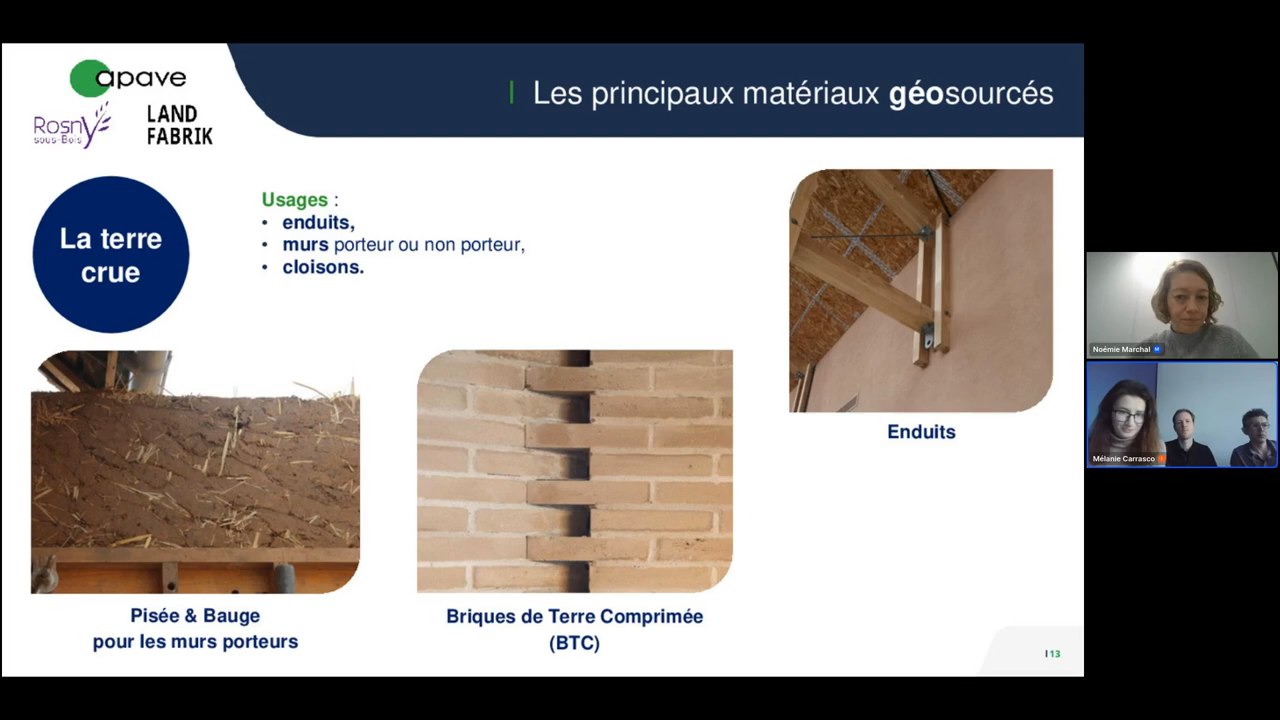 apave
Rosny
sous-Bois
LAND
FABRIK
| Les principaux matériaux géosourcés
La terre
crue
Usages :
• enduits,
• murs porteur ou non porteur,
• cloisons.
Enduits
Pisée & Bauge
pour les murs porteurs
Briques de Terre Comprimée
(BTC)
| 13
Noémie Marchal
Mélanie Carrasco